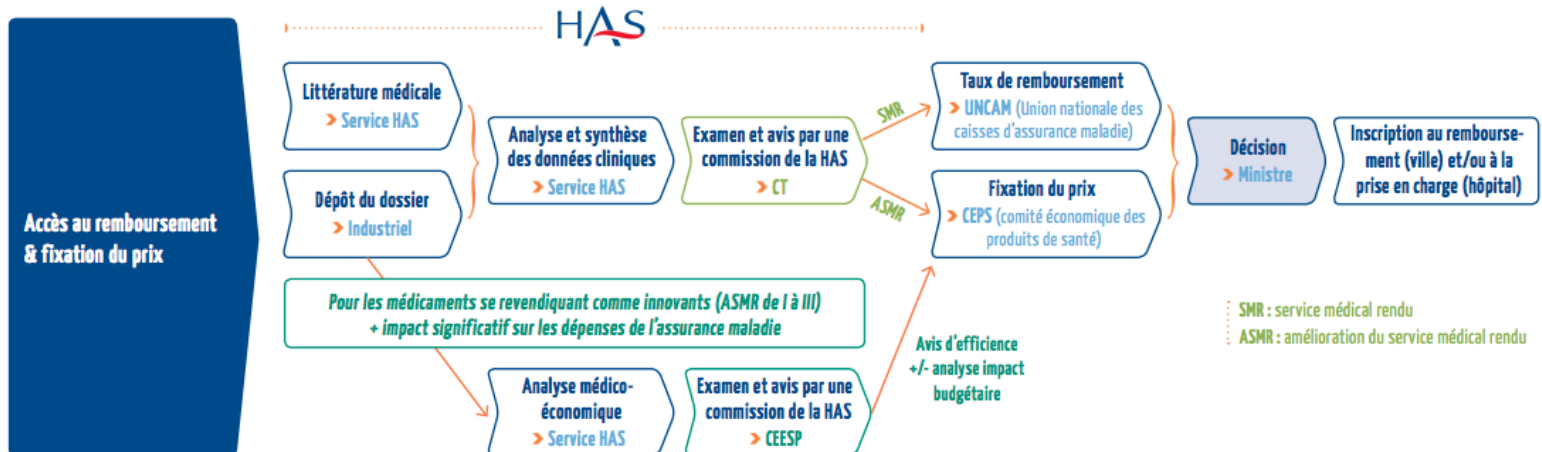 HAS
Accès au remboursement
& fixation du prix
Littérature médicale
> Service HAS
Dépôt du dossier
> Industriel
Analyse et synthèse
des données cliniques
> Service HAS
Examen et avis par une
commission de la HAS
> CT
SMR
ASMR
Taux de remboursement
> UNCAM (Union nationale des
caisses d'assurance maladie)
Fixation du prix
> CEPS (comité économique des
produits de santé)
Décision
> Ministre
Inscription au rembourse-
ment (ville) et/ou à la
prise en charge (hôpital)
Pour les médicaments se revendiquant comme innovants (ASMR de I à III)
+ impact significatif sur les dépenses de l'assurance maladie
Analyse médico-
économique
> Service HAS
Examen et avis par une
commission de la HAS
> CEESP
Avis d'efficience
+/- analyse impact
budgétaire
SMR : service médical rendu
ASMR : amélioration du service médical rendu